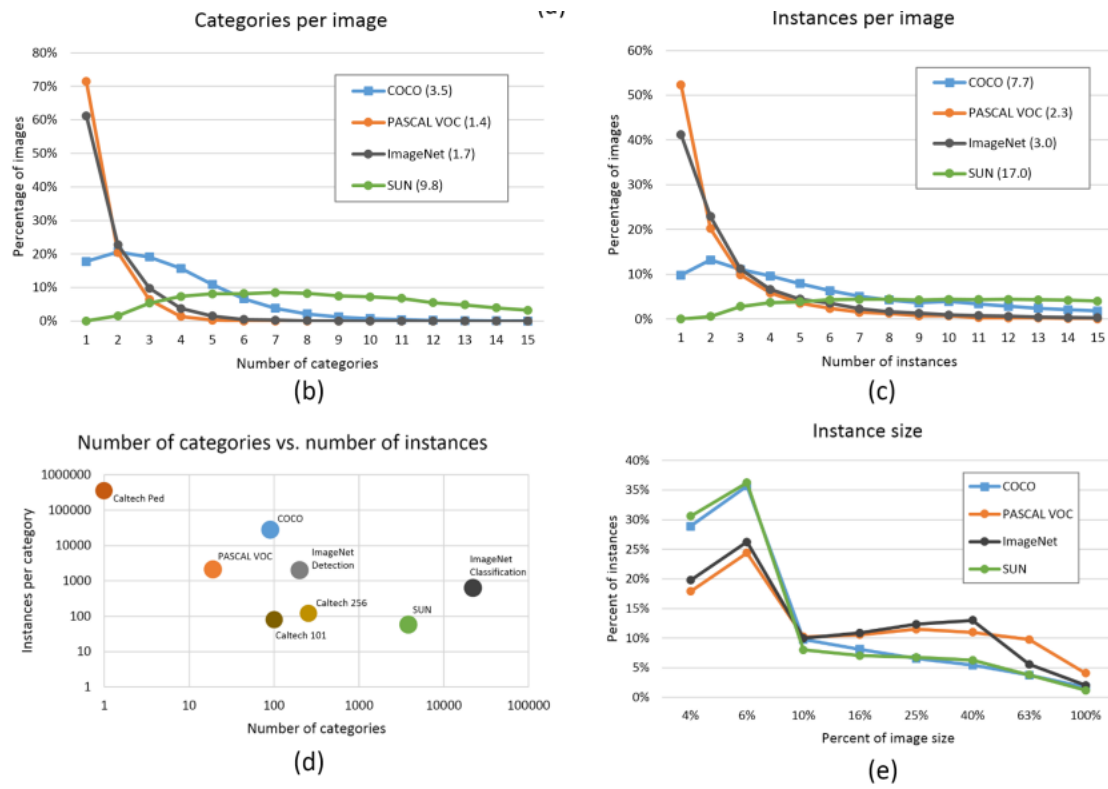 Categories per image
80%
70%
60%
50%
40%
30%
20%
10%
0%
Percentage of images
COCO (3.5)
PASCAL VOC (1.4)
ImageNet (1.7)
SUN (9.8)
1 2 3 4 5 6 7 8 9 10 11 12 13 14 15
Number of categories
(b)
Instances per image
60%
50%
40%
30%
20%
10%
0%
Percentage of images
COCO (7.7)
PASCAL VOC (2.3)
ImageNet (3.0)
SUN (17.0)
1 2 3 4 5 6 7 8 9 10 11 12 13 14 15
Number of instances
(c)
Number of categories vs. number of instances
1000000
100000
10000
1000
100
10
1
Instances per category
Caltech Ped
COCO
PASCAL VOC
ImageNet
Detection
ImageNet
Classification
Caltech 256
SUN
Caltech 101
1 10 100 1000 10000 100000
Number of categories
(d)
Instance size
40%
35%
30%
25%
20%
15%
10%
5%
0%
Percent of instances
COCO
PASCAL VOC
ImageNet
SUN
4% 6% 10% 16% 25% 40% 63% 100%
Percent of image size
(e)